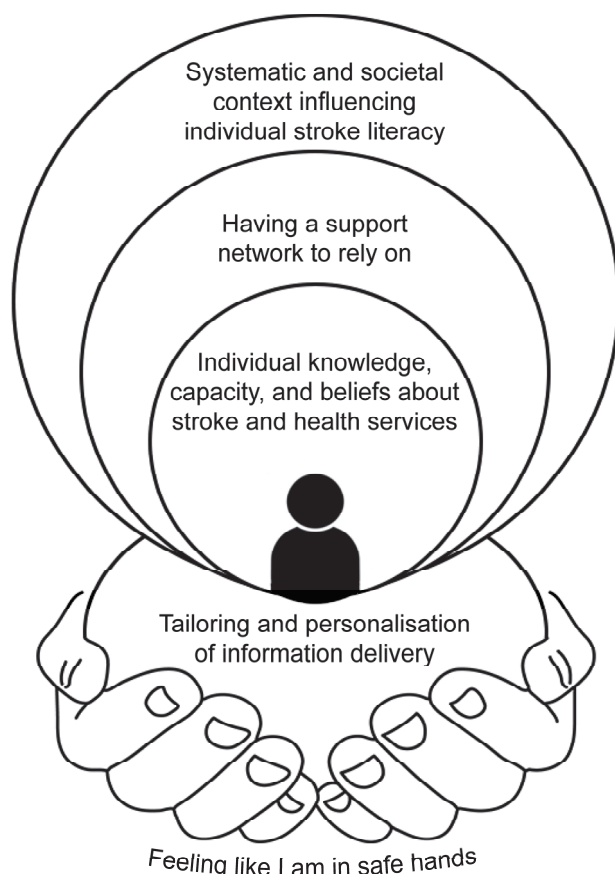 Systematic and societal
context influencing
individual stroke literacy
Having a support
network to rely on
Individual knowledge,
capacity, and beliefs about
stroke and health services
Tailoring and personalisation
of information delivery
Feeling like I am in safe hands